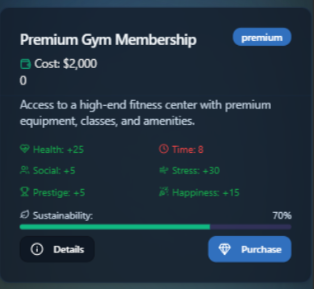 Premium Gym Membership
premium
Cost: $2,000
0
Access to a high-end fitness center with premium
equipment, classes, and amenities.
Health: +25
Time: 8
Social: +5
Stress: +30
Prestige: +5
Happiness: +15
Sustainability:
70%
Details
Purchase